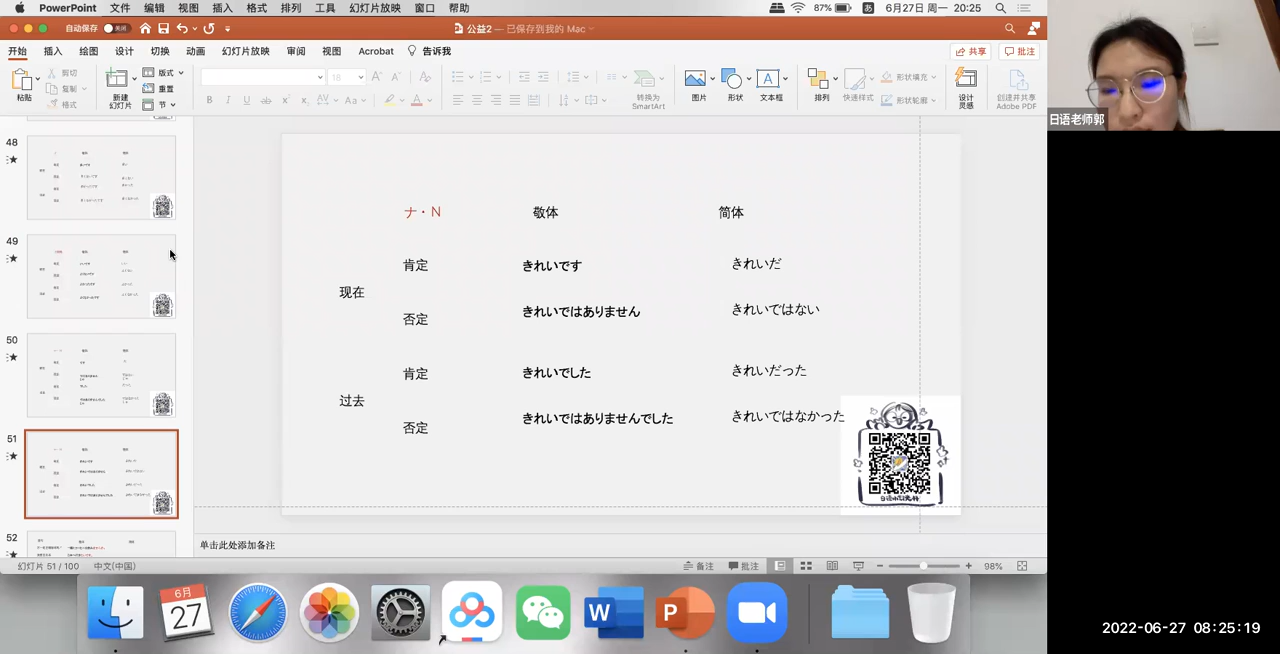 PowerPoint 文件 编辑 视图 插入 格式 排列 工具 幻灯片放映 窗口 帮助 87% あ 6月27日 周一 20:25
自动保存 关闭 公益2 — 已保存到我的 Mac
开始 插入 绘图 设计 切换 动画 幻灯片放映 审阅 视图 Acrobat 告诉我 共享 批注
粘贴 剪切 复制 格式 新建幻灯片 版式 重置 节 18 转换为 SmartArt 图片 形状 文本框 排列 快速样式 形状填充 形状轮廓 设计灵感 创建并共享 Adobe PDF
48
49
50
51
52
ナ・N 敬体 简体
现在
肯定 きれいです きれいだ
否定 きれいではありません きれいではない
过去
肯定 きれいでした きれいだった
否定 きれいではありませんでした きれいではなかった
单击此处添加备注
幻灯片 51 / 100 中文(中国) 备注 批注 98%
6月
27
W
P
日语老师郭
2022-06-27 08:25:19